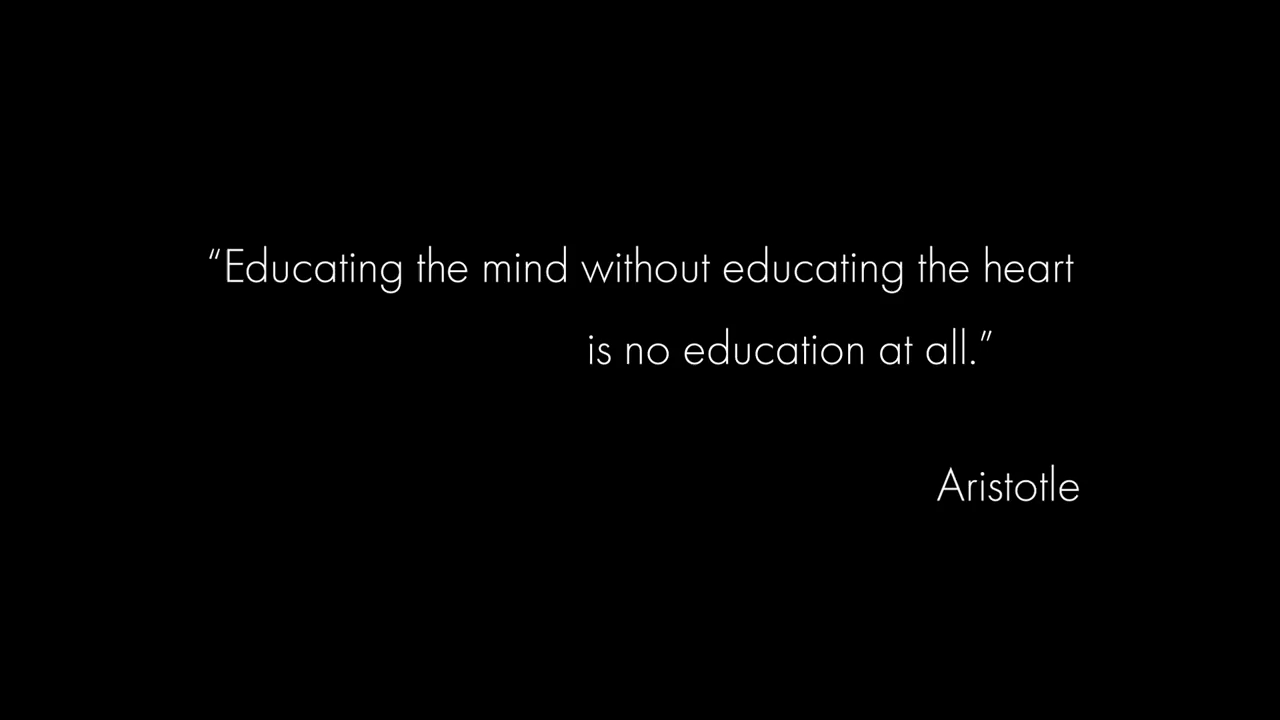 “Educating the mind without educating the heart
is no education at all.”
Aristotle